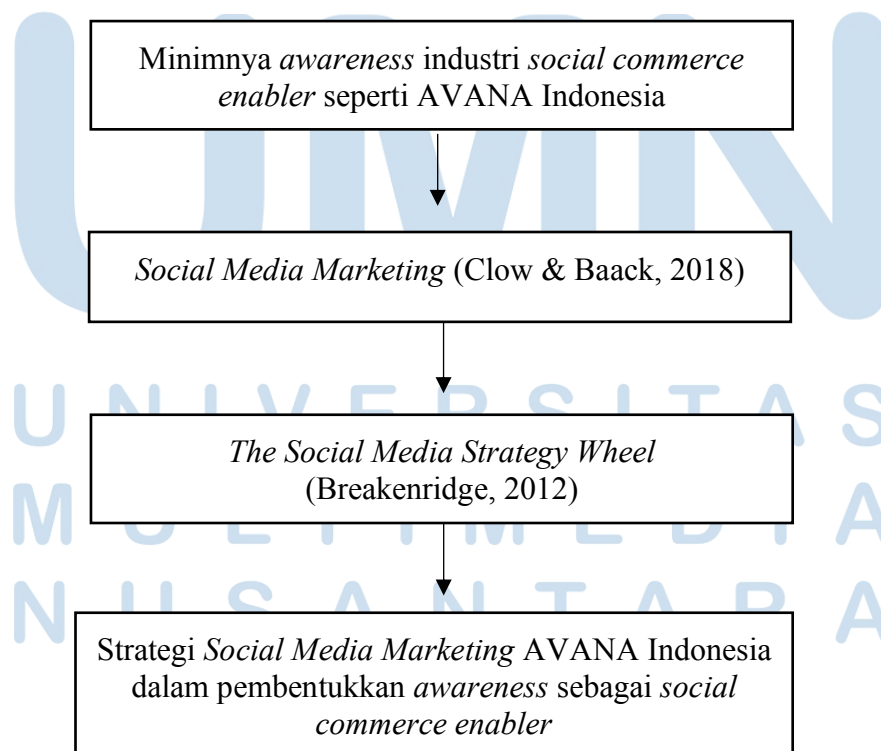 UMN
Minimnya awareness industri social commerce
enabler seperti AVANA Indonesia
Social Media Marketing (Clow & Baack, 2018)
UNIVERSITAS
The Social Media Strategy Wheel
(Breakenridge, 2012)
MULTIMEDIA
NUSANTARA
Strategi Social Media Marketing AVANA Indonesia
dalam pembentukkan awareness sebagai social
commerce enabler